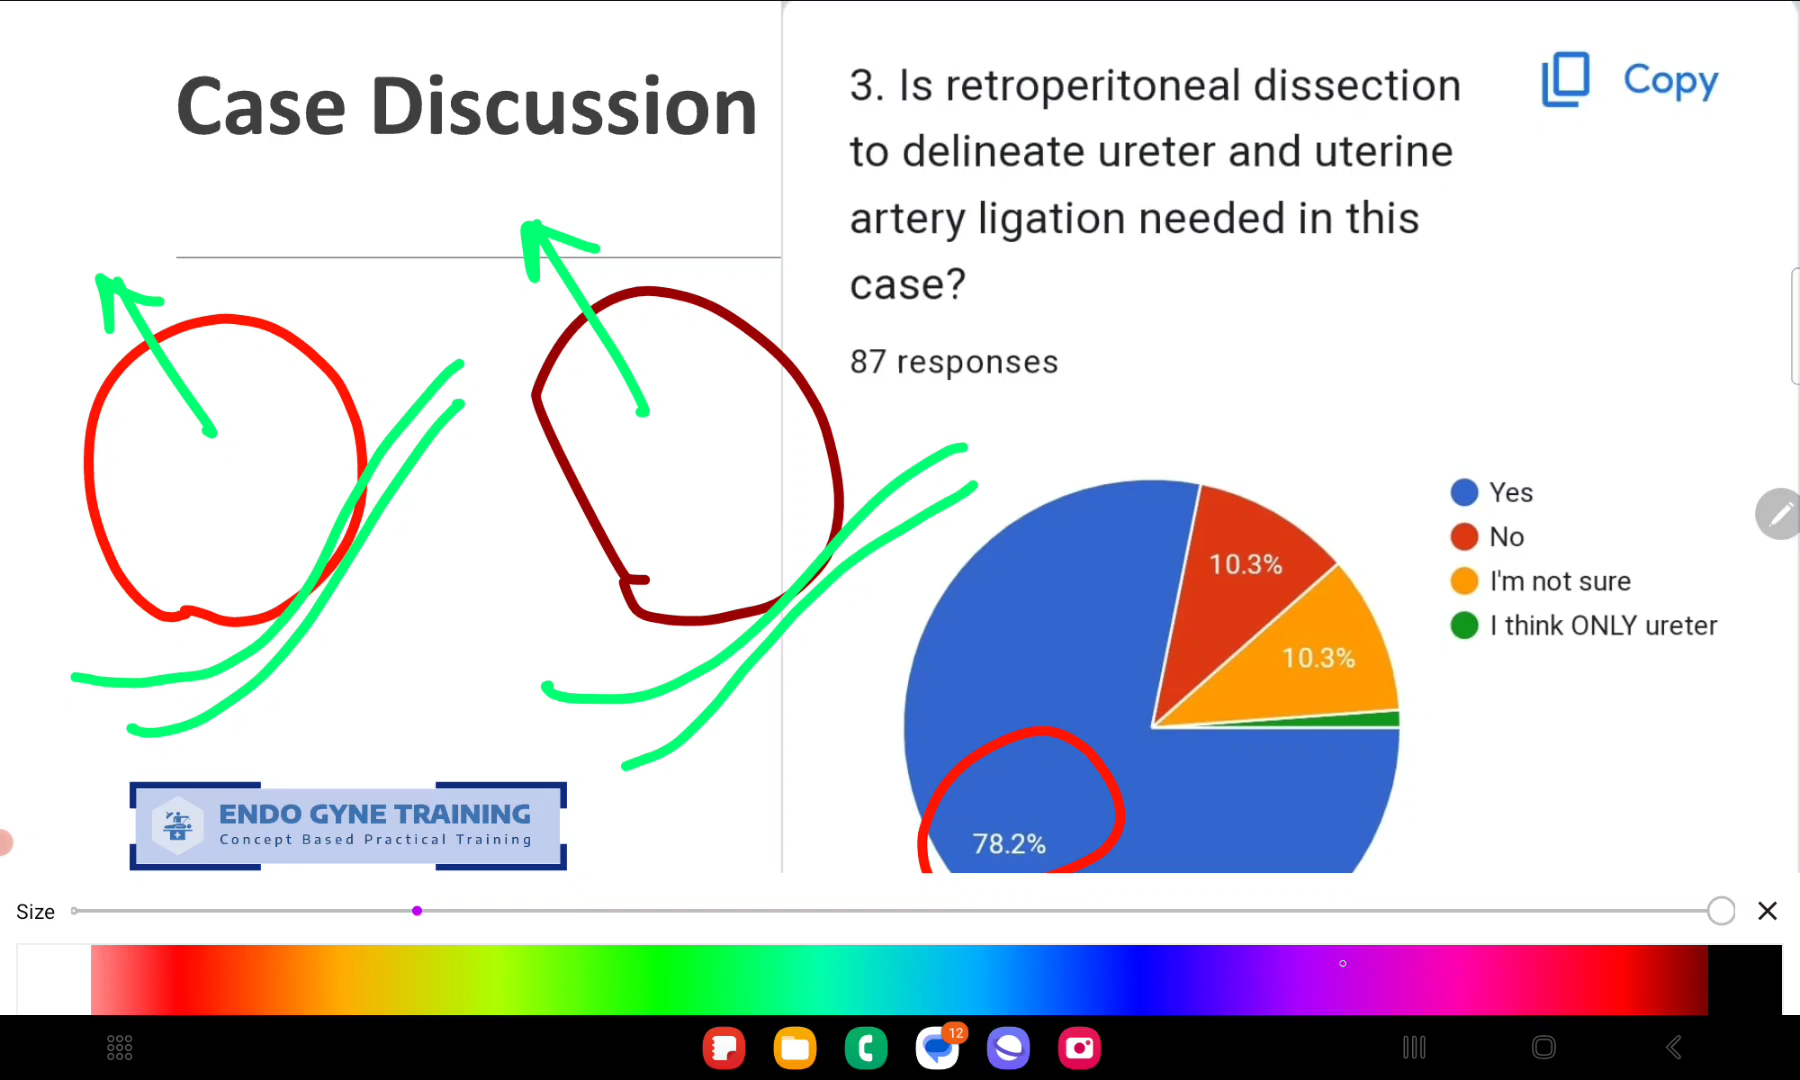 Case Discussion
3. Is retroperitoneal dissection
to delineate ureter and uterine
artery ligation needed in this
case?
Copy
87 responses
Yes
No
I'm not sure
I think ONLY ureter
10.3%
10.3%
78.2%
ENDO GYNE TRAINING
Concept Based Practical Training
Size
12